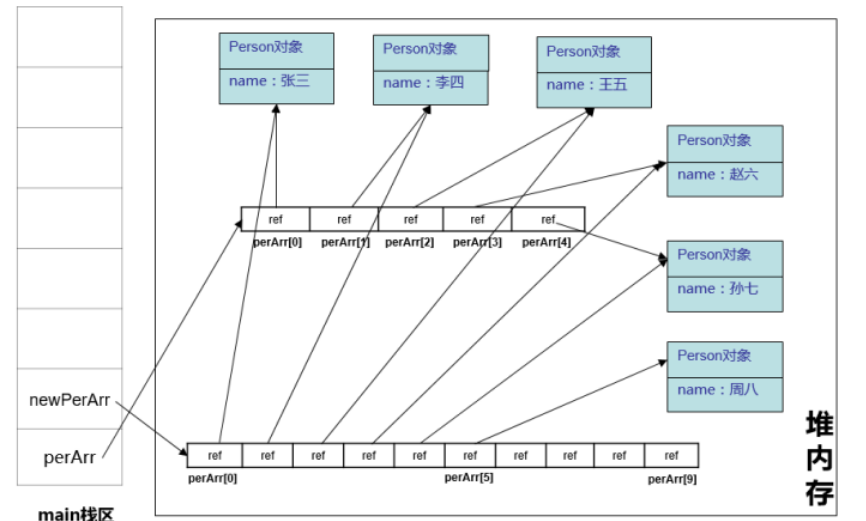 Person对象
name：张三
Person对象
name：李四
Person对象
name：王五
Person对象
name：赵六
ref ref ref ref ref
perArr[0] perArr[1] perArr[2] perArr[3] perArr[4]
Person对象
name：孙七
Person对象
name：周八
newPerArr
perArr
ref ref ref ref ref ref ref ref ref ref
perArr[0] perArr[5] perArr[9]
堆内存
main栈区